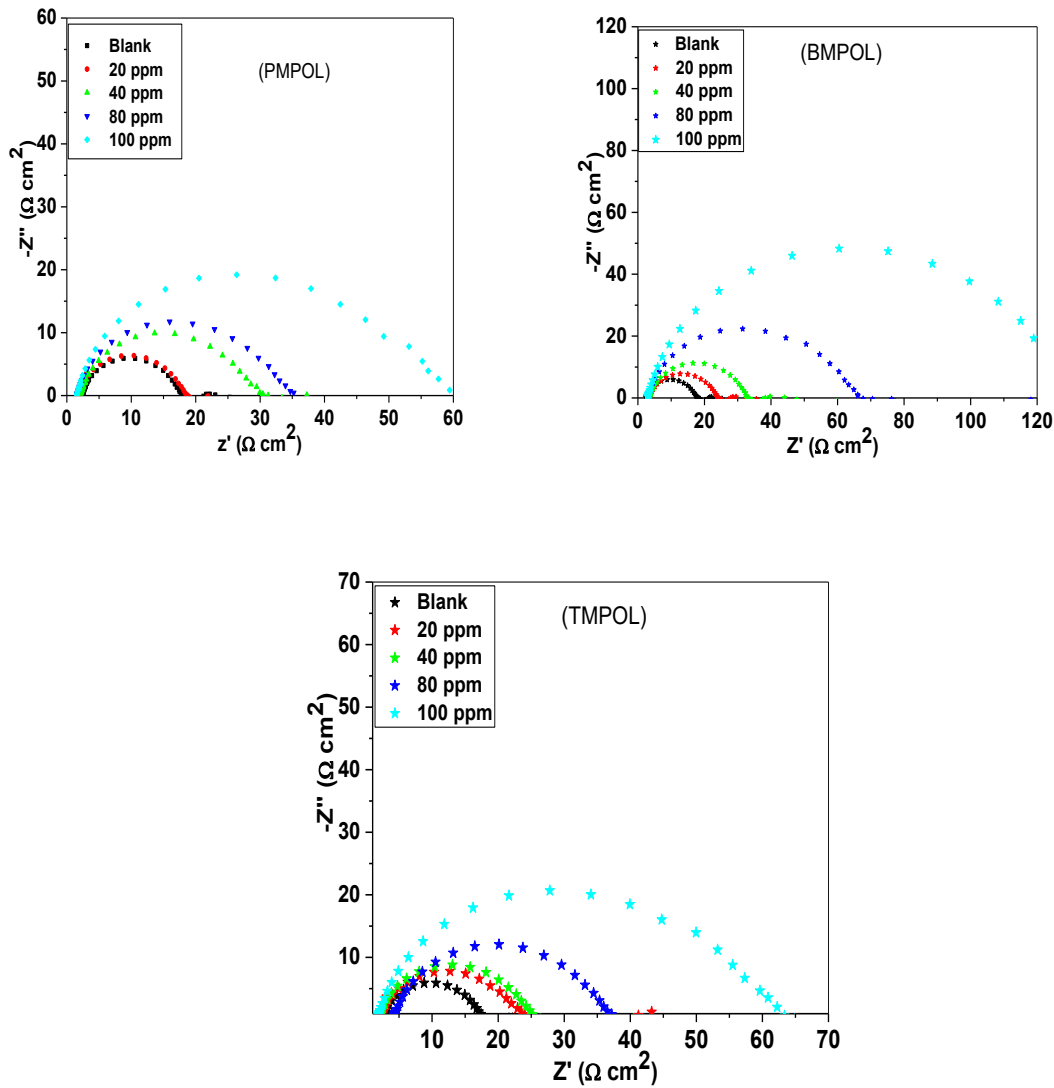 (PMPOL)
Blank
20 ppm
40 ppm
80 ppm
100 ppm
60
50
40
30
20
10
0
-Z'' (Ω cm2)
0 10 20 30 40 50 60
z' (Ω cm2)
(BMPOL)
Blank
20 ppm
40 ppm
80 ppm
100 ppm
120
100
80
60
40
20
0
-Z'' (Ω cm2)
0 20 40 60 80 100 120
Z' (Ω cm2)
(TMPOL)
Blank
20 ppm
40 ppm
80 ppm
100 ppm
70
60
50
40
30
20
10
-Z'' (Ω cm2)
10 20 30 40 50 60 70
Z' (Ω cm2)